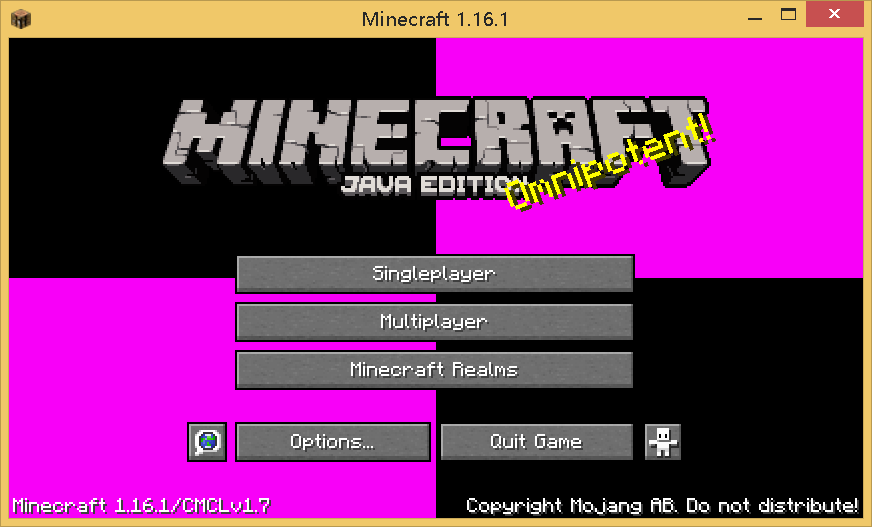 Minecraft 1.16.1
MINECRAFT
JAVA EDITION
Omnipotent!
Singleplayer
Multiplayer
Minecraft Realms
Options...
Quit Game
Minecraft 1.16.1/CMCLv1.7
Copyright Mojang AB. Do not distribute!